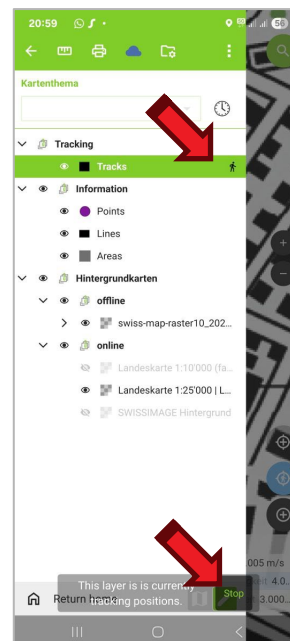 20:59
56
Kartenthema
Tracking
Tracks
Information
Points
Lines
Areas
Hintergrundkarten
offline
swiss-map-raster10_202...
online
Landeskarte 1:10'000 (fa...
Landeskarte 1:25'000 | L...
SWISSIMAGE Hintergrund
005 m/s
4.0..
This layer is is currently
tracking positions.
Stop
Return home
3.000...